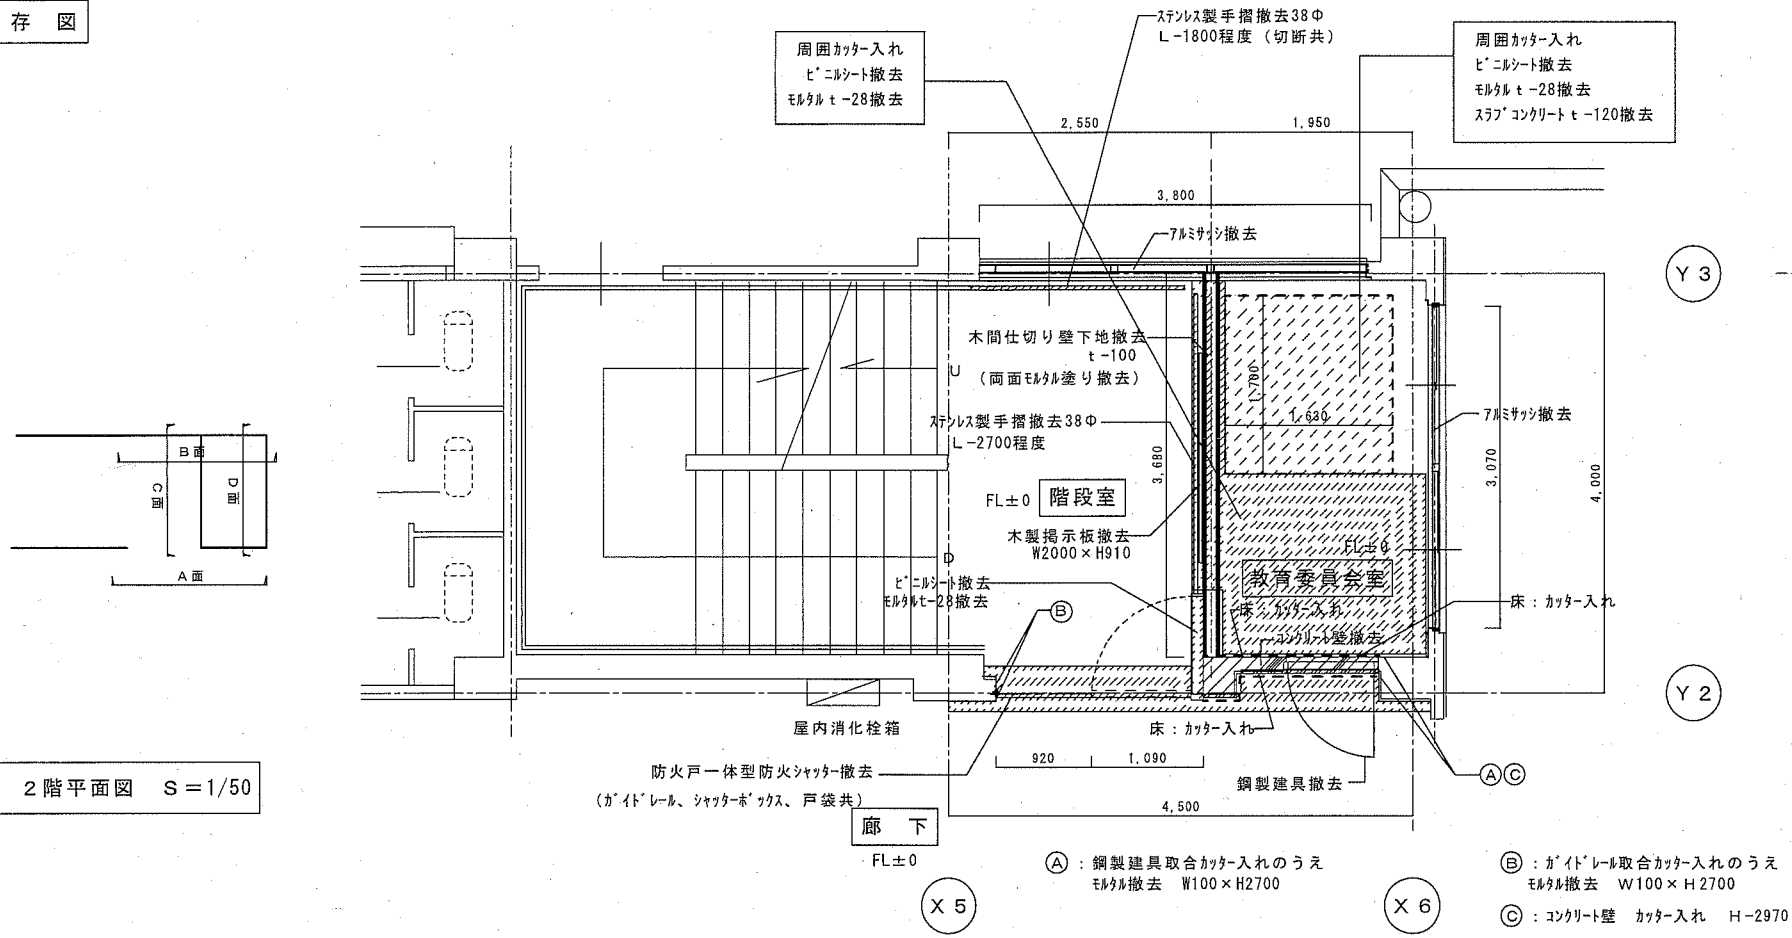 存 図
ステンレス製手摺撤去38Φ
L-1800程度（切断共）
周囲カッター入れ
ビニルシート撤去
モルタルt-28撤去
周囲カッター入れ
ビニルシート撤去
モルタルt-28撤去
スラブコンクリートt-120撤去
2,550
1,950
3,800
アルミサッシ撤去
Y3
木間仕切り壁下地撤去
t-100
（両面モルタル塗り撤去）
U
1,700
1,630
アルミサッシ撤去
ステンレス製手摺撤去38Φ
L-2700程度
3,680
3,070
4,000
B面
C面
D面
A面
FL±0
階段室
木製掲示板撤去
W2000×H910
D
FL±0
教育委員会室
ビニルシート撤去
モルタルt-28撤去
Ⓑ
床：カッター入れ
床：カッター入れ
コンクリート壁撤去
Y2
屋内消化栓箱
床：カッター入れ
920
1,090
防火戸一体型防火シャッター撤去
（ガイドレール、シャッターボックス、戸袋共）
鋼製建具撤去
ⒶⒸ
2階平面図 S=1/50
4,500
廊 下
FL±0
Ⓐ：鋼製建具取合カッター入れのうえ
モルタル撤去 W100×H2700
Ⓑ：ガイドレール取合カッター入れのうえ
モルタル撤去 W100×H2700
X5
X6
Ⓒ：コンクリート壁 カッター入れ H-2970